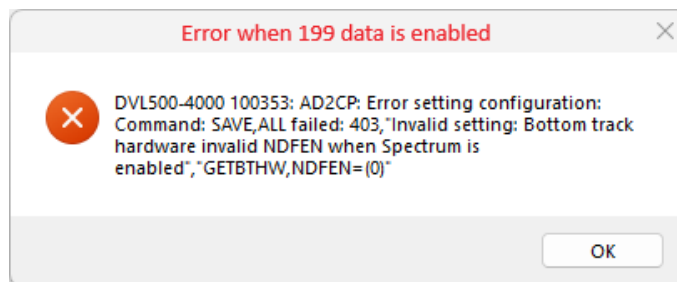 Error when 199 data is enabled
DVL500-4000 100353: AD2CP: Error setting configuration:
Command: SAVE,ALL failed: 403,"Invalid setting: Bottom track
hardware invalid NDFEN when Spectrum is
enabled","GETBTHW,NDFEN=(0)"
OK